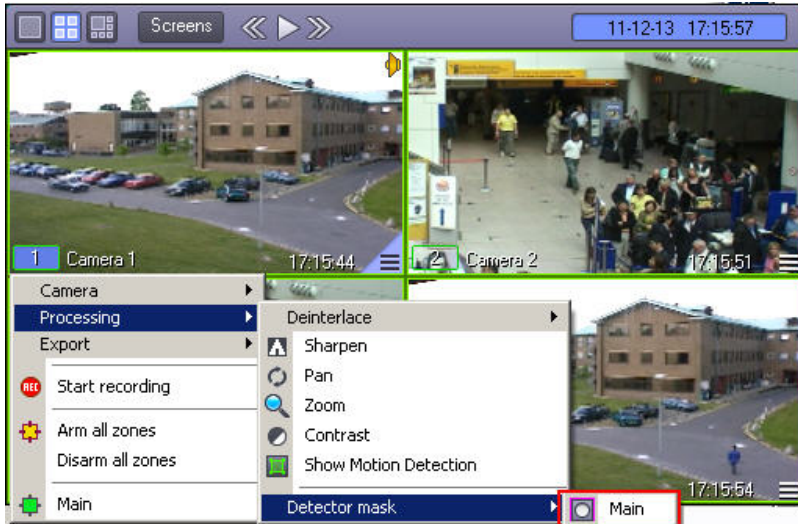 Screens
11-12-13 17:15:57
1 Camera 1 17:15:44
2 Camera 2 17:15:51
Camera
Processing
Export
REC Start recording
Arm all zones
Disarm all zones
Main
Deinterlace
Sharpen
Pan
Zoom
Contrast
Show Motion Detection
Detector mask
Main
17:15:54